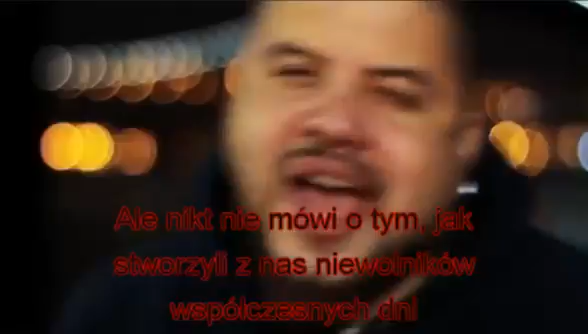 Ale nikt nie mówi o tym, jak
stworzyli z nas niewolników
współczesnych dni